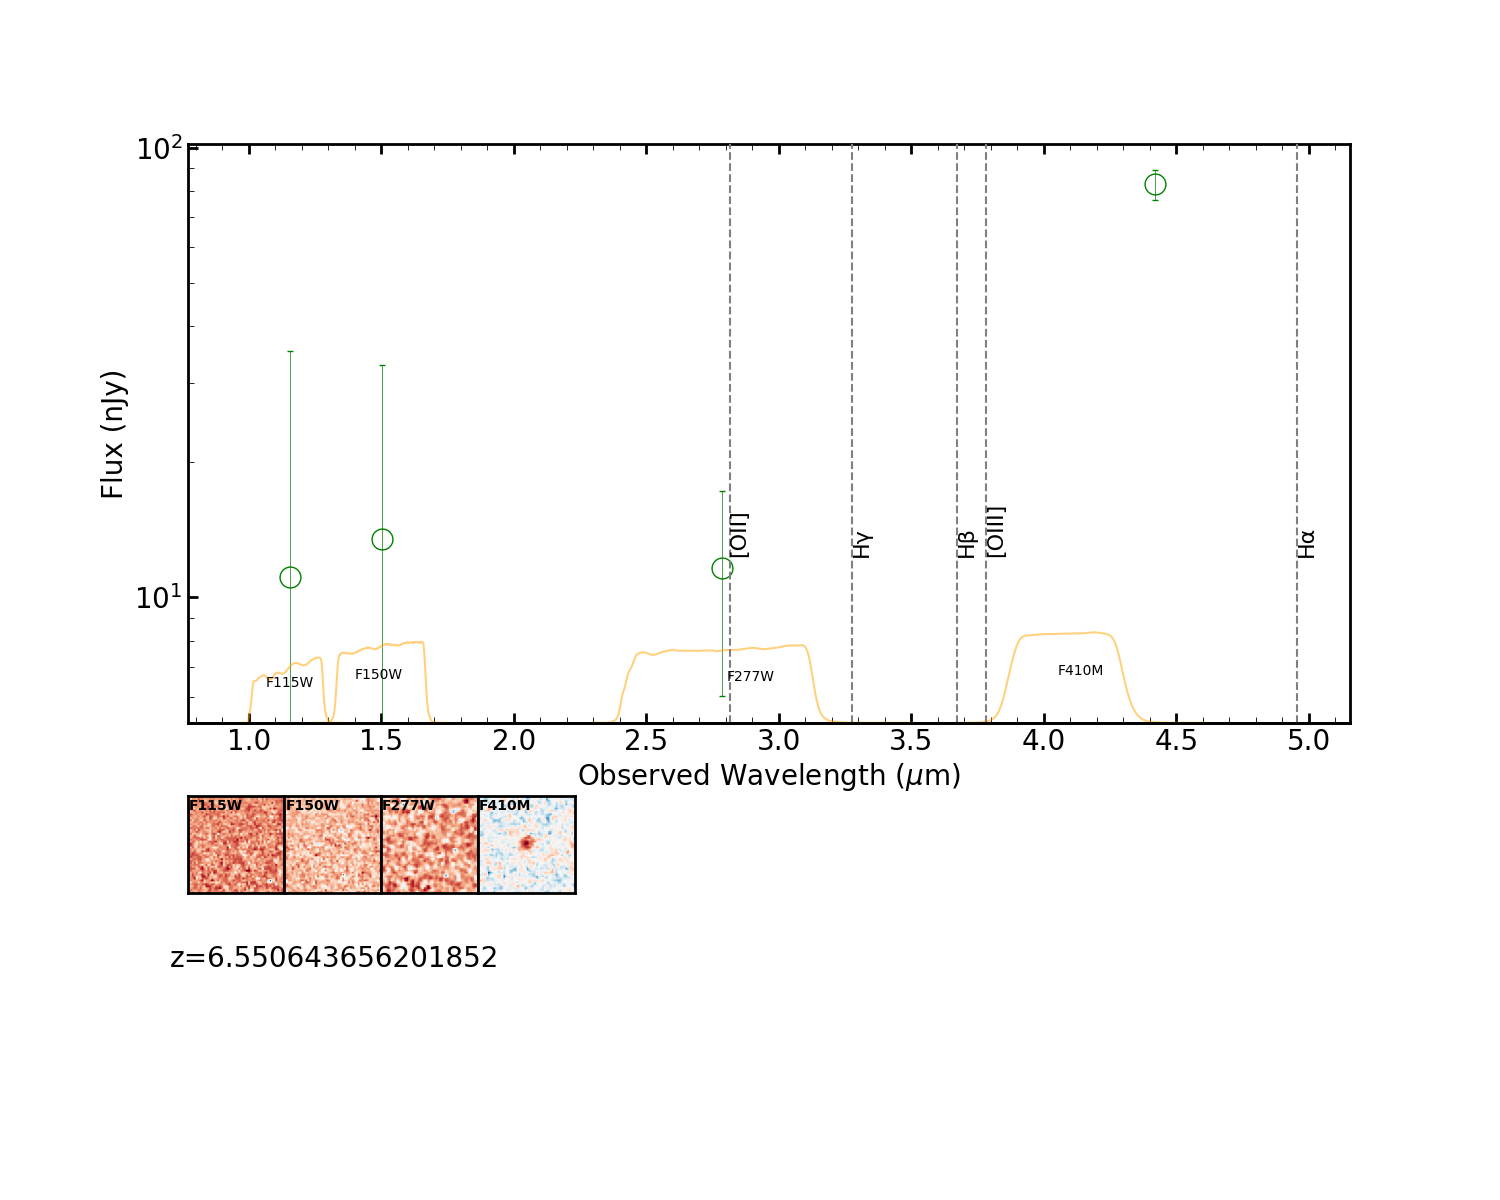 10²
10¹
Flux (nJy)
[OII]
Hγ
Hβ
[OIII]
Hα
F115W
F150W
F277W
F410M
1.0 1.5 2.0 2.5 3.0 3.5 4.0 4.5 5.0
Observed Wavelength (μm)
F115W F150W F277W F410M
z=6.550643656201852